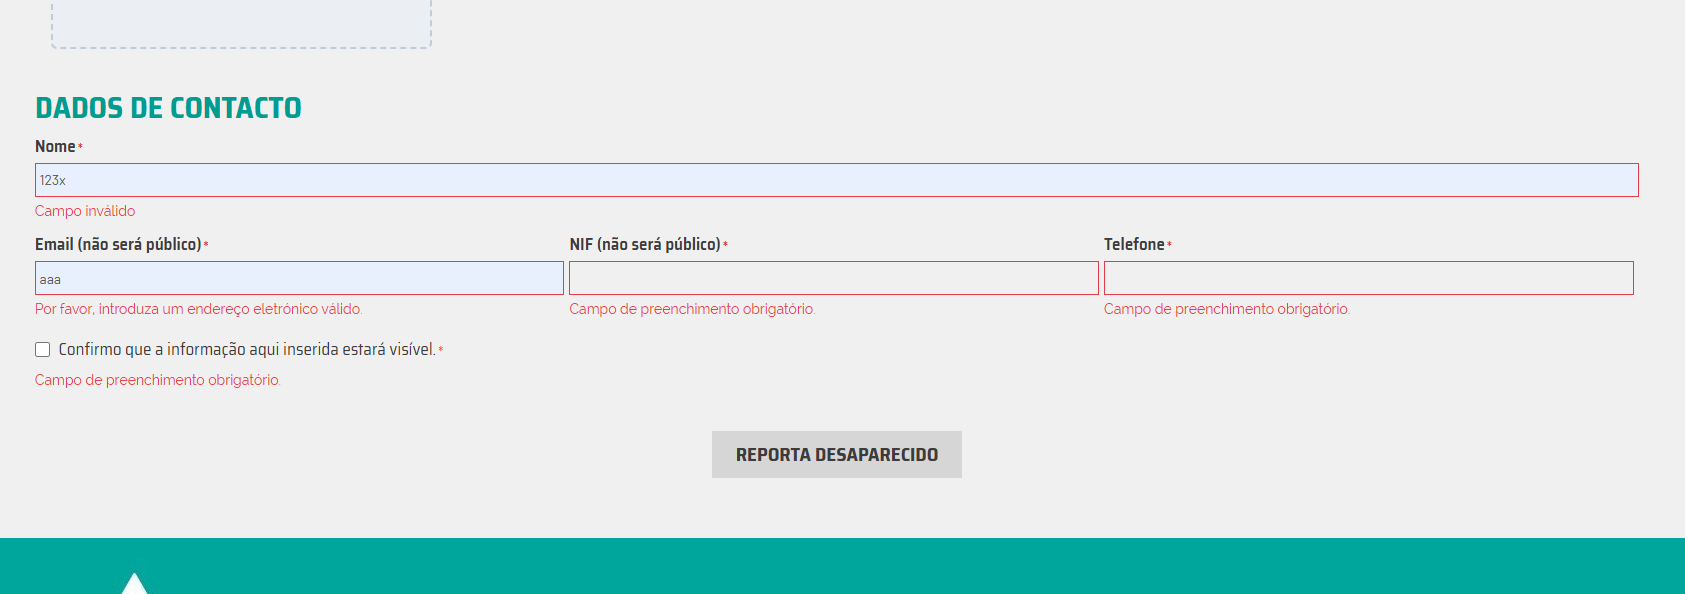 DADOS DE CONTACTO
Nome*
123x
Campo inválido
Email (não será público)* NIF (não será público)* Telefone*
aaa
Por favor, introduza um endereço eletrónico válido. Campo de preenchimento obrigatório. Campo de preenchimento obrigatório.
Confirmo que a informação aqui inserida estará visível.*
Campo de preenchimento obrigatório.
REPORTA DESAPARECIDO